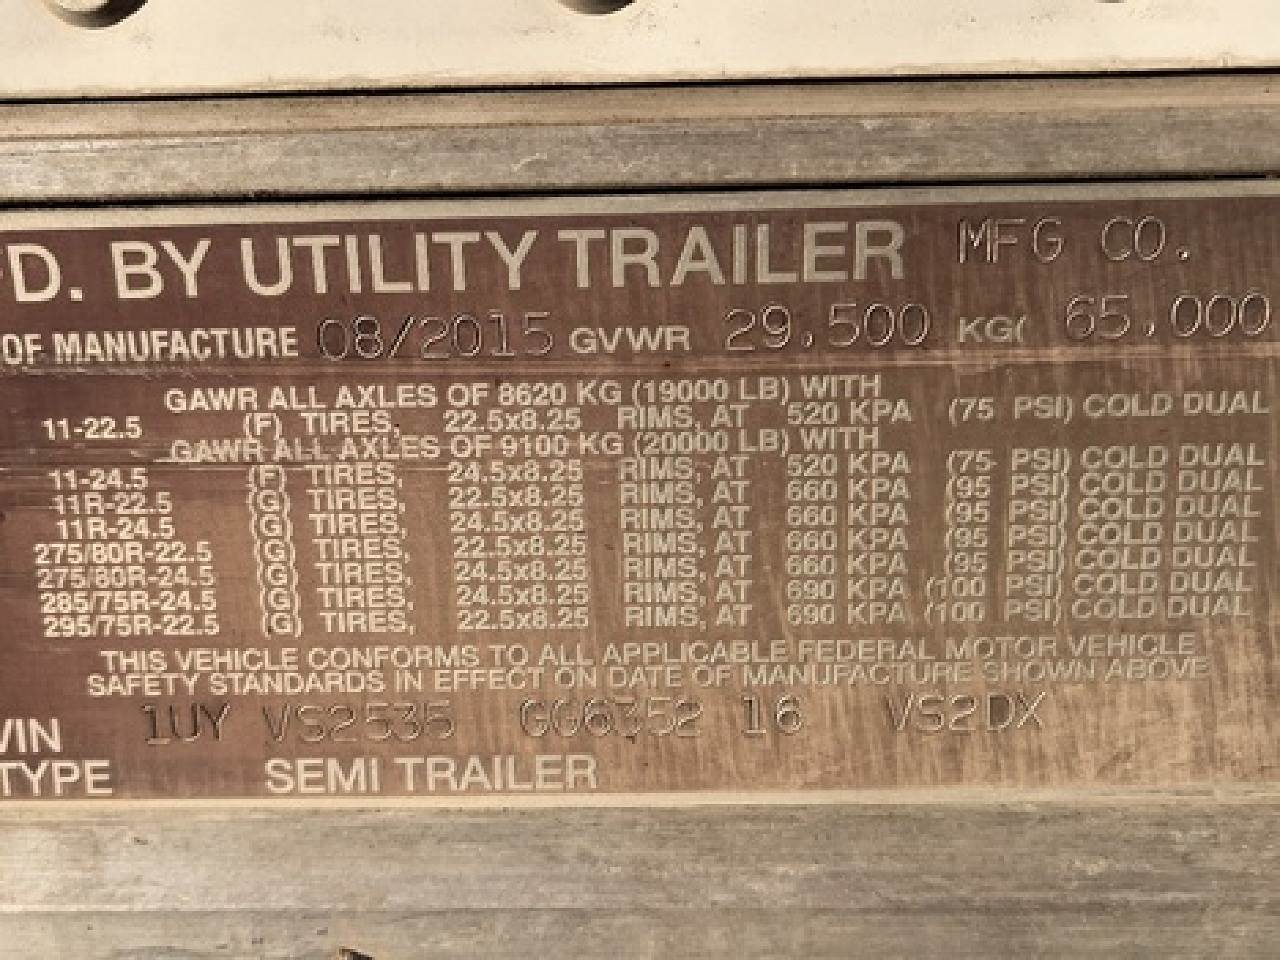 FD. BY UTILITY TRAILER MFG CO.
OF MANUFACTURE 08/2015 GVWR 29,500 KG( 65,000
GAWR ALL AXLES OF 8620 KG (19000 LB) WITH
11-22.5 (F) TIRES, 22.5x8.25 RIMS, AT 520 KPA (75 PSI) COLD DUAL
GAWR ALL AXLES OF 9100 KG (20000 LB) WITH
11-24.5 (F) TIRES, 24.5x8.25 RIMS, AT 520 KPA (75 PSI) COLD DUAL
11R-22.5 (G) TIRES, 22.5x8.25 RIMS, AT 660 KPA (95 PSI) COLD DUAL
11R-24.5 (G) TIRES, 24.5x8.25 RIMS, AT 660 KPA (95 PSI) COLD DUAL
275/80R-22.5 (G) TIRES, 22.5x8.25 RIMS, AT 660 KPA (95 PSI) COLD DUAL
275/80R-24.5 (G) TIRES, 24.5x8.25 RIMS, AT 660 KPA (95 PSI) COLD DUAL
285/75R-24.5 (G) TIRES, 24.5x8.25 RIMS, AT 690 KPA (100 PSI) COLD DUAL
295/75R-22.5 (G) TIRES, 22.5x8.25 RIMS, AT 690 KPA (100 PSI) COLD DUAL
THIS VEHICLE CONFORMS TO ALL APPLICABLE FEDERAL MOTOR VEHICLE
SAFETY STANDARDS IN EFFECT ON DATE OF MANUFACTURE SHOWN ABOVE
VIN 1UY VS2535 GG6352 16 VS2DX
TYPE SEMI TRAILER